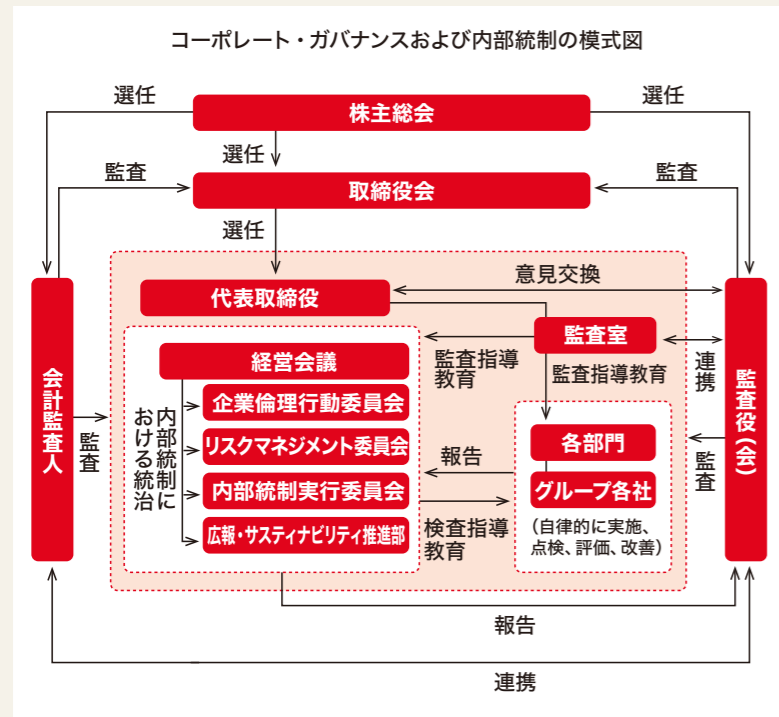 コーポレート・ガバナンスおよび内部統制の模式図
選任
選任
株主総会
選任
監査
監査
取締役会
選任
意見交換
代表取締役
監査室
経営会議
監査指導
教育
監査指導教育
連携
会計監査人
監査
内部統制に
おける統治
企業倫理行動委員会
リスクマネジメント委員会
内部統制実行委員会
広報・サスティナビリティ推進部
報告
検査指導
教育
各部門
グループ各社
（自律的に実施、
点検、評価、改善）
監査
監査役（会）
報告
連携